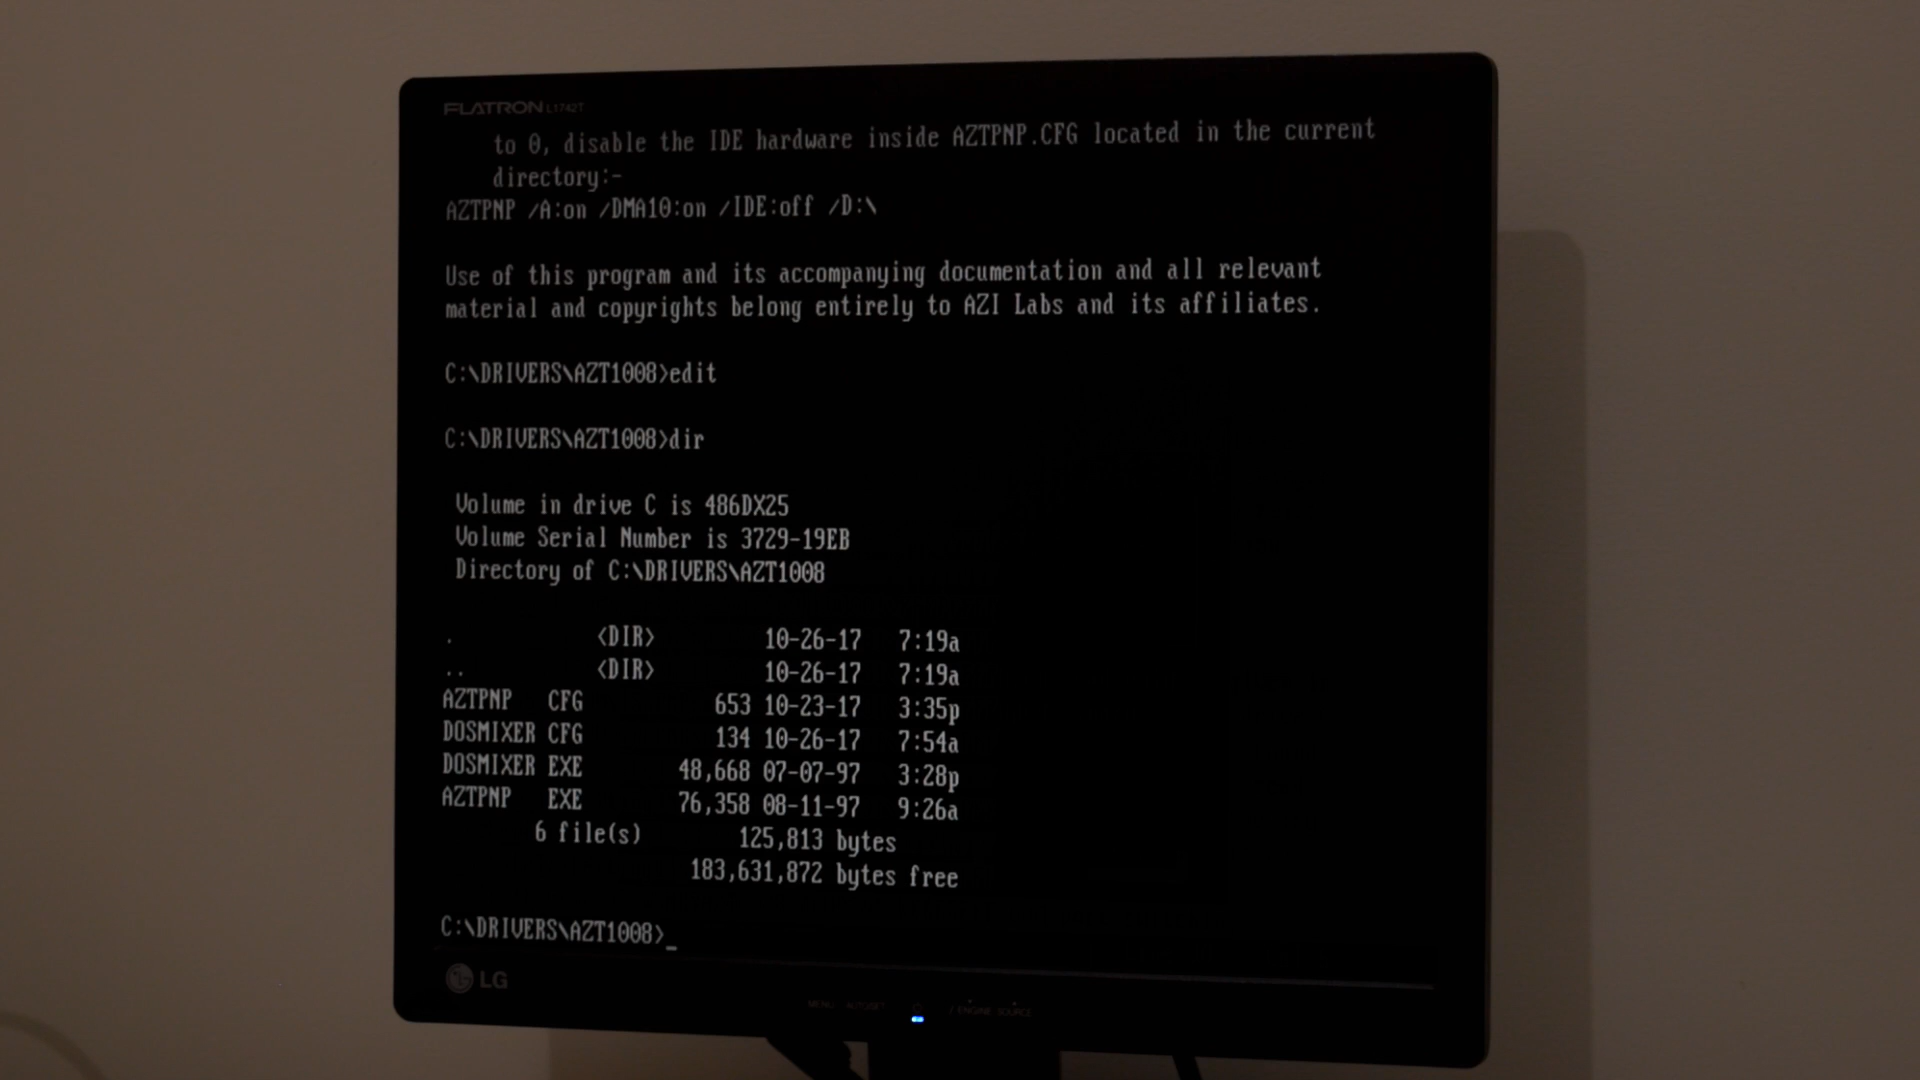 FLATRON L1742T
to 0, disable the IDE hardware inside AZTPNP.CFG located in the current
directory:-
AZTPNP /A:on /DMA10:on /IDE:off /D:\
Use of this program and its accompanying documentation and all relevant
material and copyrights belong entirely to AZI Labs and its affiliates.
C:\DRIVERS\AZT1008>edit
C:\DRIVERS\AZT1008>dir
Volume in drive C is 486DX25
Volume Serial Number is 3729-19EB
Directory of C:\DRIVERS\AZT1008
. <DIR> 10-26-17 7:19a
.. <DIR> 10-26-17 7:19a
AZTPNP CFG 653 10-23-17 3:35p
DOSMIXER CFG 134 10-26-17 7:54a
DOSMIXER EXE 48,668 07-07-97 3:28p
AZTPNP EXE 76,358 08-11-97 9:26a
6 file(s) 125,813 bytes
183,631,872 bytes free
C:\DRIVERS\AZT1008>_
LG
MENU AUTO/SET ENGINE SOURCE